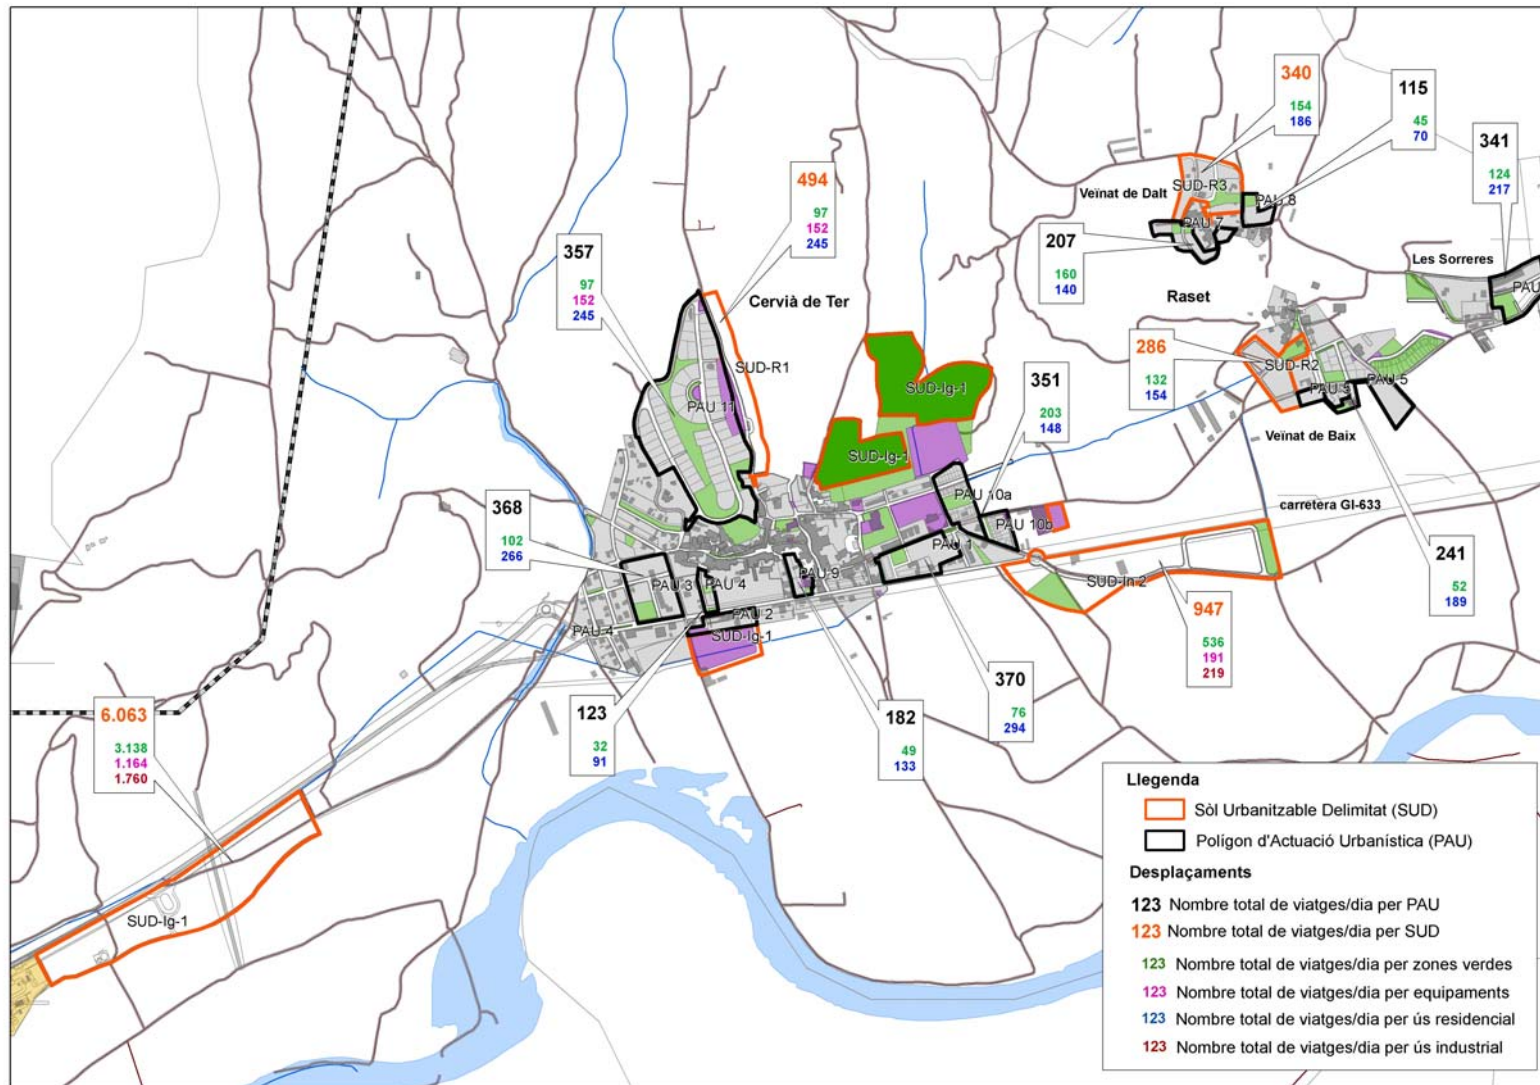 340
154
186
115
45
70
341
124
217
494
97
152
245
Veïnat de Dalt
SUD-R3
PAU 8
PAU 7
207
160
140
357
97
152
245
Cervià de Ter
Les Sorreres
PAU
Raset
286
132
154
SUD-R1
SUD-R2
PAU 5
PAU 11
SUD-Ig-1
351
203
148
Veïnat de Baix
SUD-Ig-1
PAU 10a
carretera GI-633
PAU 10b
368
102
266
PAU 1
241
52
189
PAU 3
PAU 4
PAU 9
SUD-In-2
947
536
191
219
PAU 2
PAU 4
SUD-Ig-1
370
76
294
6.063
3.138
1.164
1.760
123
32
91
182
49
133
SUD-Ig-1
Llegenda
Sòl Urbanitzable Delimitat (SUD)
Polígon d'Actuació Urbanística (PAU)
Desplaçaments
123 Nombre total de viatges/dia per PAU
123 Nombre total de viatges/dia per SUD
123 Nombre total de viatges/dia per zones verdes
123 Nombre total de viatges/dia per equipaments
123 Nombre total de viatges/dia per ús residencial
123 Nombre total de viatges/dia per ús industrial